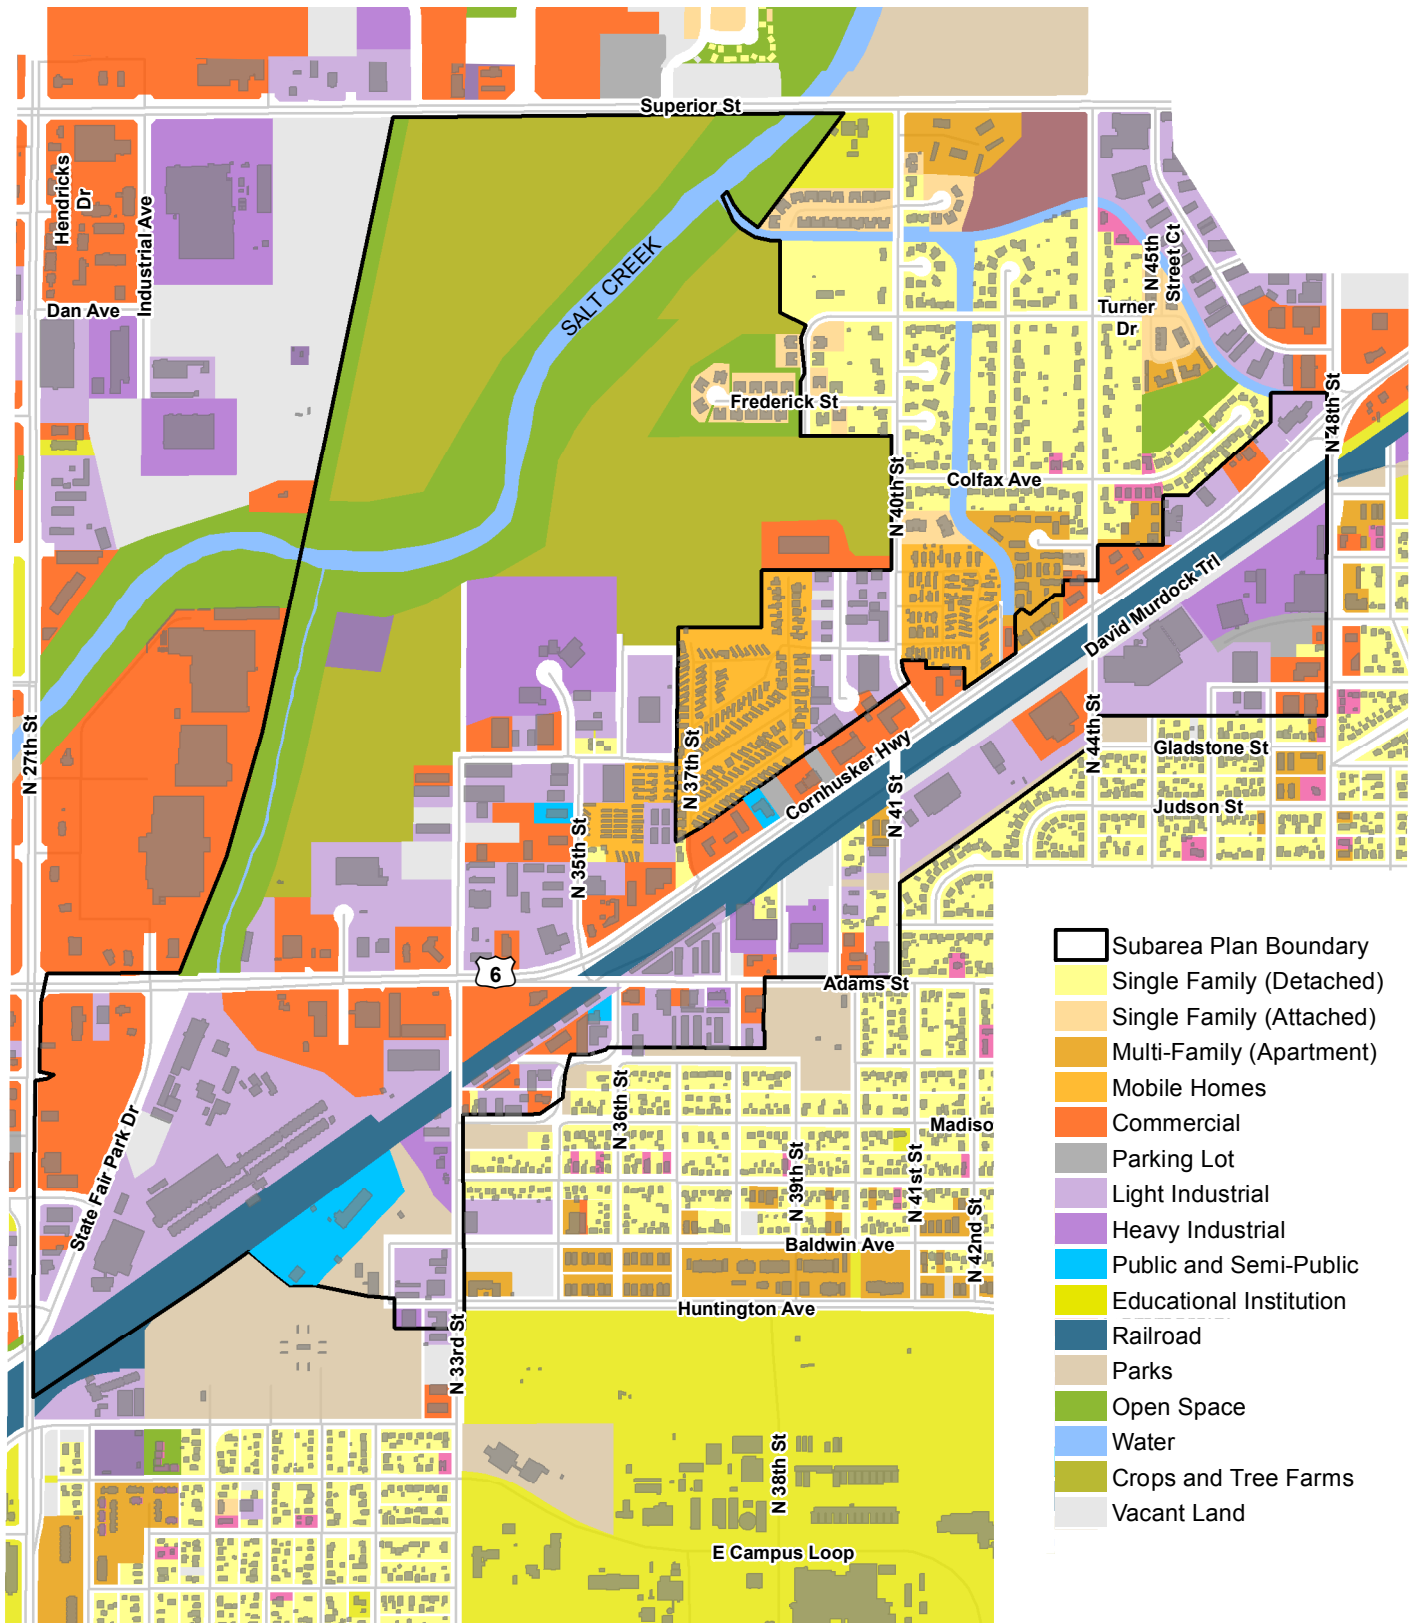 Superior St
Hendricks
Dr
Industrial Ave
N 45th
Street Ct
SALT CREEK
Dan Ave
Turner
Dr
Frederick St
N 48th St
N 40th St
Colfax Ave
David Murdock Trl
N 27th St
N 37th St
Cornhusker Hwy
N 44th St
Gladstone St
N 41 St
Judson St
N 35th St
6
Adams St
Subarea Plan Boundary
Single Family (Detached)
Single Family (Attached)
Multi-Family (Apartment)
Mobile Homes
Commercial
Parking Lot
Light Industrial
Heavy Industrial
Public and Semi-Public
Educational Institution
Railroad
Parks
Open Space
Water
Crops and Tree Farms
Vacant Land
N 36th St
Madiso
State Fair Park Dr
N 39th St
N 41st St
N 42nd St
Baldwin Ave
Huntington Ave
N 33rd St
N 38th St
E Campus Loop